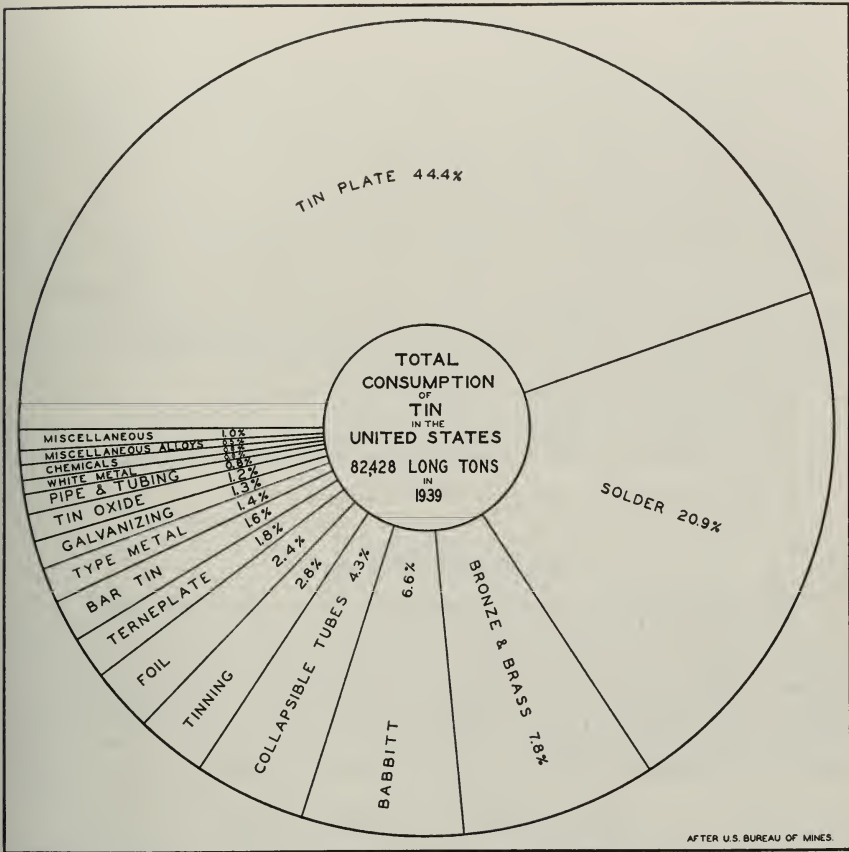 TIN PLATE 44.4%
TOTAL
CONSUMPTION
OF
TIN
IN THE
UNITED STATES
82,428 LONG TONS
IN
1939
SOLDER 20.9%
MISCELLANEOUS 1.0%
MISCELLANEOUS ALLOYS
CHEMICALS
WHITE METAL
PIPE & TUBING 0.8%
TIN OXIDE 1.2%
GALVANIZING 1.3%
TYPE METAL 1.4%
BAR TIN 1.6%
TERNEPLATE 1.8%
FOIL 2.4%
TINNING 2.8%
COLLAPSIBLE TUBES 4.3%
BABBITT 6.6%
BRONZE & BRASS 7.8%
AFTER U.S. BUREAU OF MINES.